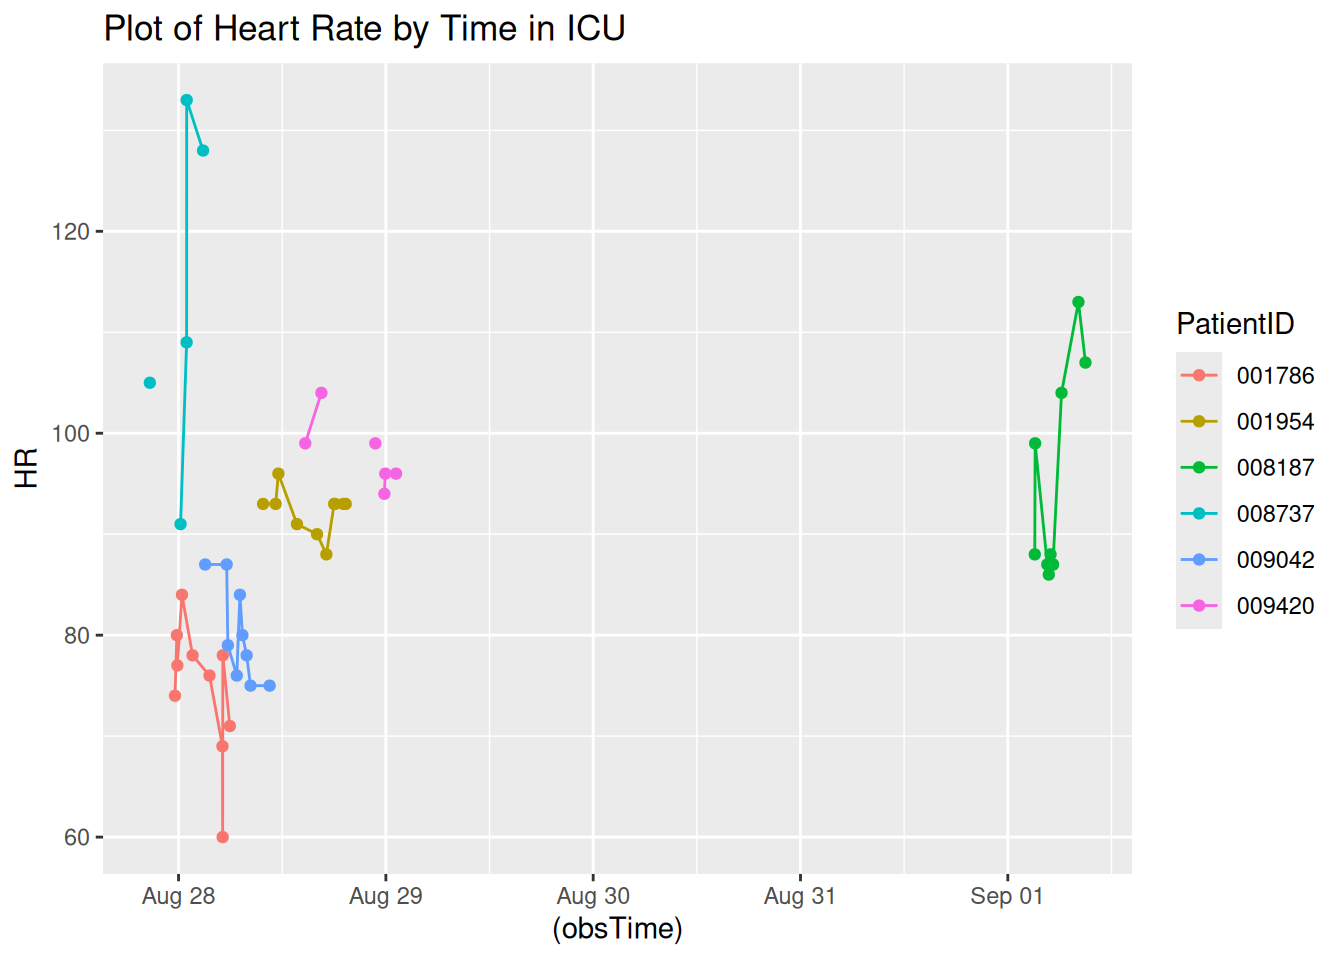 Plot of Heart Rate by Time in ICU
HR
120
100
80
60
Aug 28 Aug 29 Aug 30 Aug 31 Sep 01
(obsTime)
PatientID
001786
001954
008187
008737
009042
009420